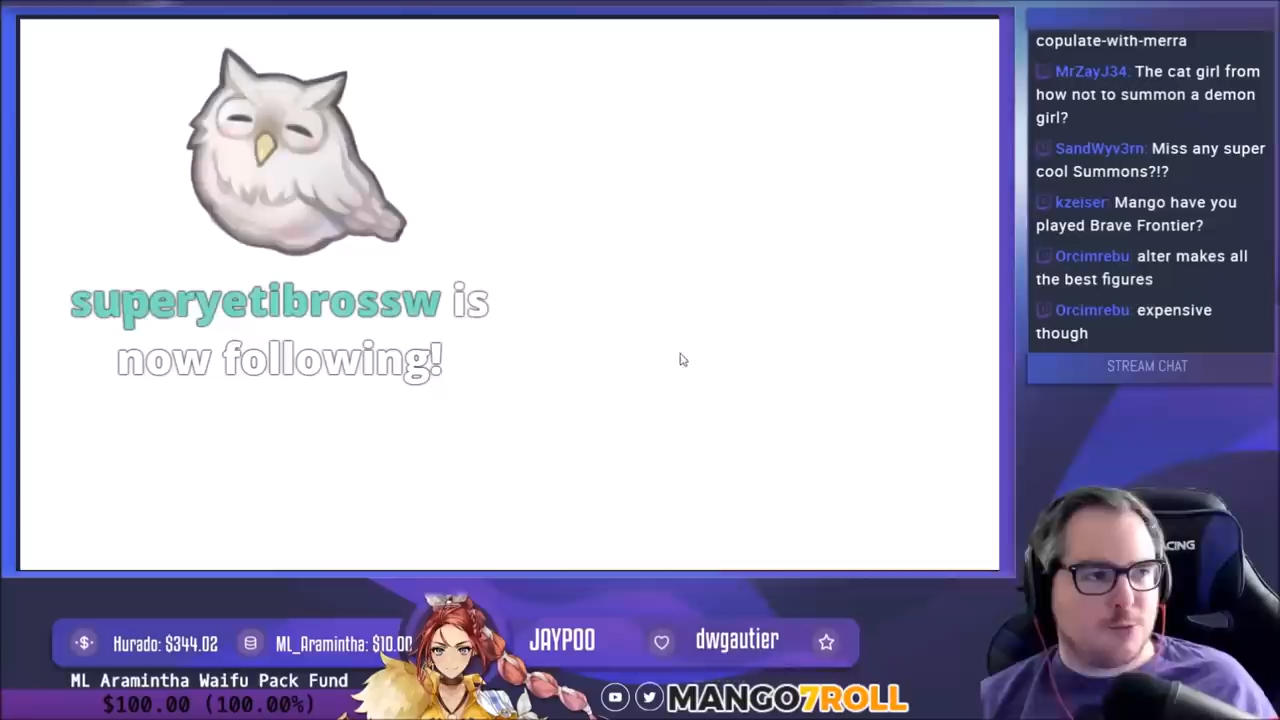 superyetibrossw is
now following!
copulate-with-merra
MrZayJ34: The cat girl from
how not to summon a demon
girl?
SandWyv3rn: Miss any super
cool Summons?!?
kzeiser: Mango have you
played Brave Frontier?
Orcimrebu: alter makes all
the best figures
Orcimrebu: expensive
though
STREAM CHAT
CING
Hurado: $344.02
ML_Aramintha: $10.00
JAYPOO
dwgautier
ML Aramintha Waifu Pack Fund
$100.00 (100.00%)
MANGO7ROLL